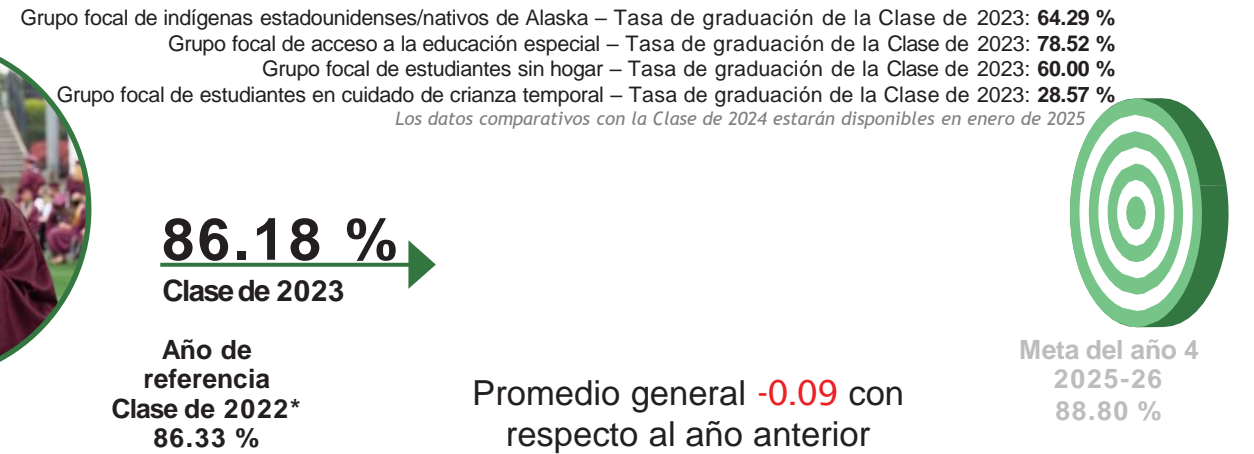 Grupo focal de indígenas estadounidenses/nativos de Alaska – Tasa de graduación de la Clase de 2023: 64.29 %
Grupo focal de acceso a la educación especial – Tasa de graduación de la Clase de 2023: 78.52 %
Grupo focal de estudiantes sin hogar – Tasa de graduación de la Clase de 2023: 60.00 %
Grupo focal de estudiantes en cuidado de crianza temporal – Tasa de graduación de la Clase de 2023: 28.57 %
Los datos comparativos con la Clase de 2024 estarán disponibles en enero de 2025
86.18 %
Clase de 2023
Año de
referencia
Clase de 2022*
86.33 %
Promedio general -0.09 con
respecto al año anterior
Meta del año 4
2025-26
88.80 %